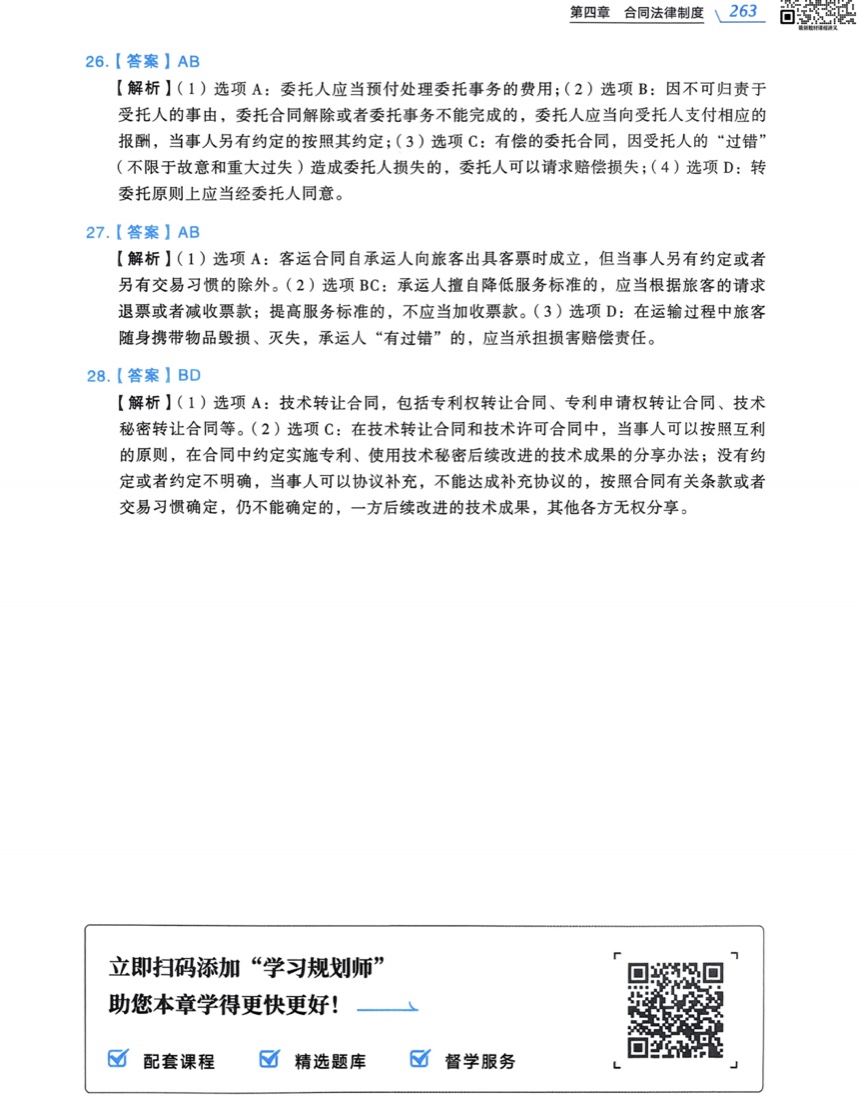 第四章 合同法律制度 263
26.【答案】AB
【解析】(1)选项 A：委托人应当预付处理委托事务的费用；(2)选项 B：因不可归责于
受托人的事由，委托合同解除或者委托事务不能完成的，委托人应当向受托人支付相应的
报酬，当事人另有约定的按照其约定；(3)选项 C：有偿的委托合同，因受托人的“过错”
(不限于故意和重大过失)造成委托人损失的，委托人可以请求赔偿损失；(4)选项 D：转
委托原则上应当经委托人同意。
27.【答案】AB
【解析】(1)选项 A：客运合同自承运人向旅客出具客票时成立，但当事人另有约定或者
另有交易习惯的除外。(2)选项 BC：承运人擅自降低服务标准的，应当根据旅客的请求
退票或者减收票款；提高服务标准的，不应当加收票款。(3)选项 D：在运输过程中旅客
随身携带物品毁损、灭失，承运人“有过错”的，应当承担损害赔偿责任。
28.【答案】BD
【解析】(1)选项 A：技术转让合同，包括专利权转让合同、专利申请权转让合同、技术
秘密转让合同等。(2)选项 C：在技术转让合同和技术许可合同中，当事人可以按照互利
的原则，在合同中约定实施专利、使用技术秘密后续改进的技术成果的分享办法；没有约
定或者约定不明确，当事人可以协议补充，不能达成补充协议的，按照合同有关条款或者
交易习惯确定，仍不能确定的，一方后续改进的技术成果，其他各方无权分享。
立即扫码添加“学习规划师”
助您本章学得更快更好！
配套课程 精选题库 督学服务